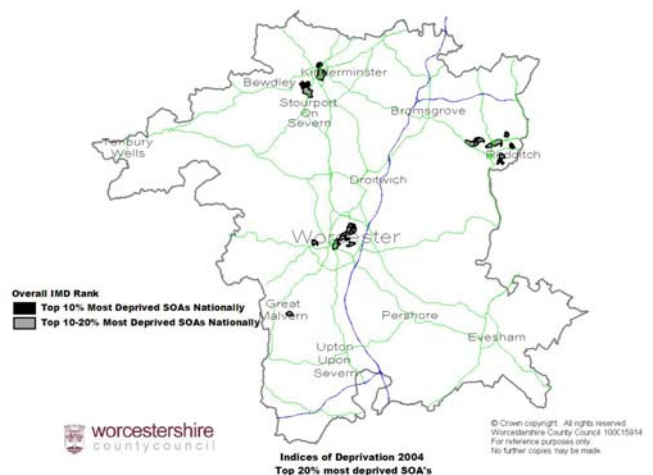 Kidderminster
Bewdley
Stourport
On
Severn
Bromsgrove
Tenbury
Wells
Redditch
Droitwich
Worcester
Overall IMD Rank
Top 10% Most Deprived SOAs Nationally
Top 10-20% Most Deprived SOAs Nationally
Great
Malvern
Pershore
Evesham
Upton
Upon
Severn
worcestershire
countycouncil
Indices of Deprivation 2004
Top 20% most deprived SOA's
© Crown copyright. All rights reserved.
Worcestershire County Council 100015914
For reference purposes only.
No further copies may be made.